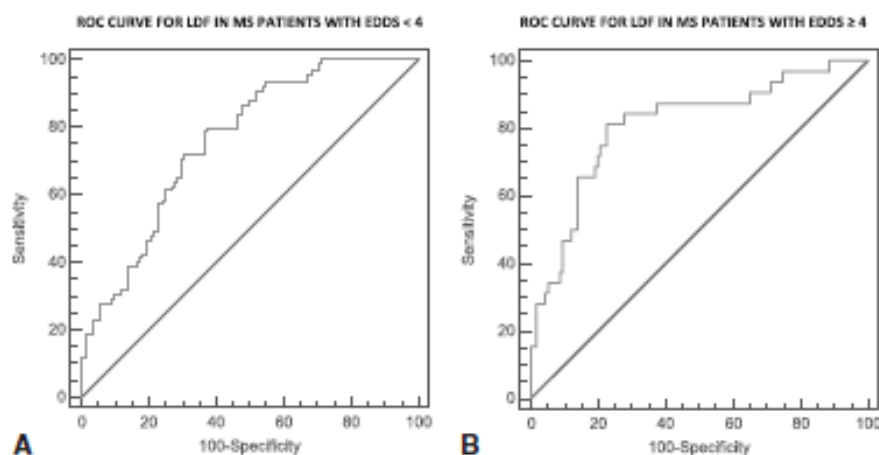 ROC CURVE FOR LDF IN MS PATIENTS WITH EDDS < 4
100
80
60
40
20
0
Sensitivity
0 20 40 60 80 100
100-Specificity
A
ROC CURVE FOR LDF IN MS PATIENTS WITH EDDS ≥ 4
100
80
60
40
20
0
Sensitivity
0 20 40 60 80 100
100-Specificity
B